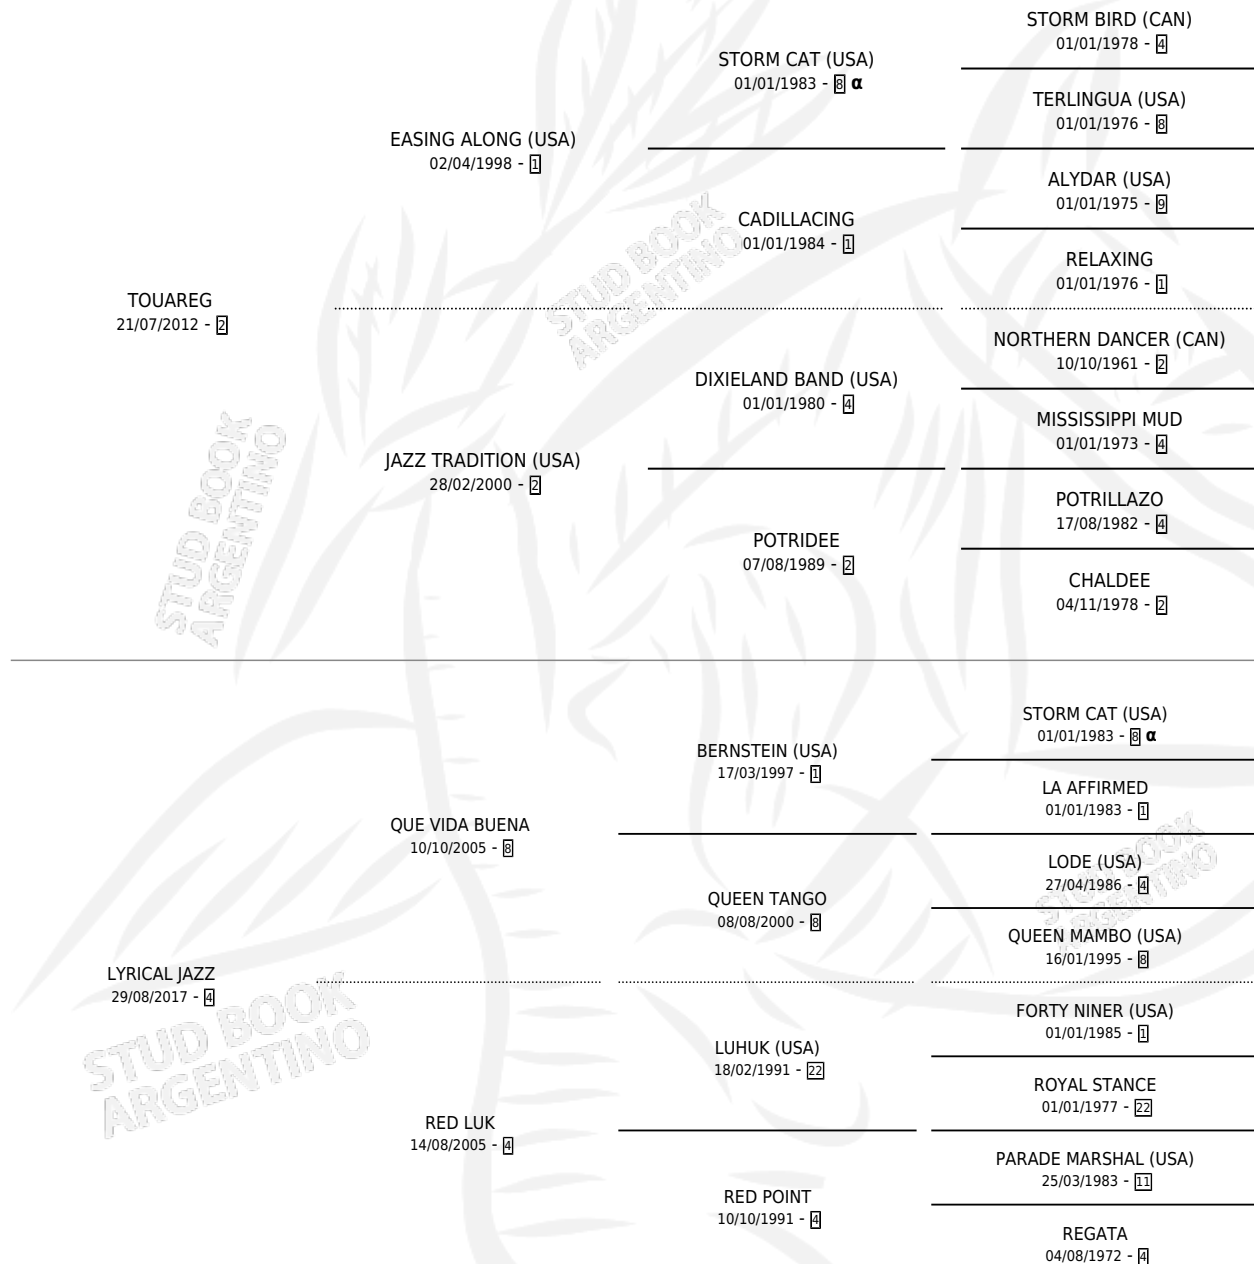 STORM BIRD (CAN)
01/01/1978 - 4
STORM CAT (USA)
01/01/1983 - 8 α
TERLINGUA (USA)
01/01/1976 - 8
EASING ALONG (USA)
02/04/1998 - 1
ALYDAR (USA)
01/01/1975 - 9
CADILLACING
01/01/1984 - 1
RELAXING
01/01/1976 - 1
TOUAREG
21/07/2012 - 2
NORTHERN DANCER (CAN)
10/10/1961 - 2
DIXIELAND BAND (USA)
01/01/1980 - 4
MISSISSIPPI MUD
01/01/1973 - 4
JAZZ TRADITION (USA)
28/02/2000 - 2
POTRILLAZO
17/08/1982 - 4
POTRIDEE
07/08/1989 - 2
CHALDEE
04/11/1978 - 2
STORM CAT (USA)
01/01/1983 - 8 α
BERNSTEIN (USA)
17/03/1997 - 1
LA AFFIRMED
01/01/1983 - 1
QUE VIDA BUENA
10/10/2005 - 8
LODE (USA)
27/04/1986 - 4
QUEEN TANGO
08/08/2000 - 8
QUEEN MAMBO (USA)
16/01/1995 - 8
LYRICAL JAZZ
29/08/2017 - 4
FORTY NINER (USA)
01/01/1985 - 1
LUHUK (USA)
18/02/1991 - 22
ROYAL STANCE
01/01/1977 - 22
RED LUK
14/08/2005 - 4
PARADE MARSHAL (USA)
25/03/1983 - 11
RED POINT
10/10/1991 - 4
REGATA
04/08/1972 - 4
STUD BOOK
ARGENTINO
STUD BOOK
ARGENTINO
STUD BOOK
ARGENTINO
STUD BOOK
ARGENTINO